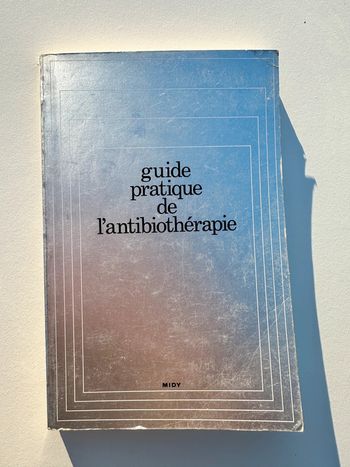 guide
pratique
de
l'antibiothérapie
MIDY